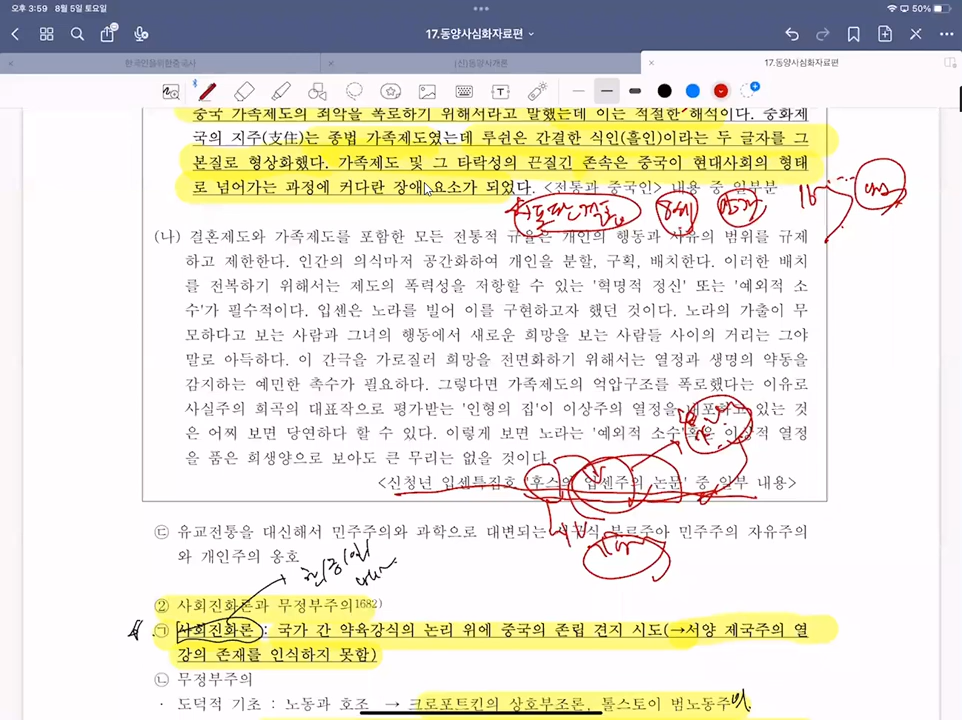 오후 3:59 8월 5일 토요일
50%
17.동양사심화자료편
한국인을위한중국사
(신)동양사개론
17.동양사심화자료편
중국 가족제도의 죄악을 폭로하기 위해서라고 말했는데 이는 적절한 해석이다. 중화제
국의 지주(支住)는 종법 가족제도였는데 루쉰은 간결한 식인(흘인)이라는 두 글자를 그
본질로 형상화했다. 가족제도 및 그 타락성의 끈질긴 존속은 중국이 현대사회의 형태
로 넘어가는 과정에 커다란 장애요소가 되었다. <전통과 중국인> 내용 중 일부분
(나) 결혼제도와 가족제도를 포함한 모든 전통적 규율은 개인의 행동과 사유의 범위를 규제
하고 제한한다. 인간의 의식마저 공간화하여 개인을 분할, 구획, 배치한다. 이러한 배치
를 전복하기 위해서는 제도의 폭력성을 저항할 수 있는 '혁명적 정신' 또는 '예외적 소
수'가 필수적이다. 입센은 노라를 빌어 이를 구현하고자 했던 것이다. 노라의 가출이 무
모하다고 보는 사람과 그녀의 행동에서 새로운 희망을 보는 사람들 사이의 거리는 그야
말로 아득하다. 이 간극을 가로질러 희망을 전면화하기 위해서는 열정과 생명의 약동을
감지하는 예민한 촉수가 필요하다. 그렇다면 가족제도의 억압구조를 폭로했다는 이유로
사실주의 희곡의 대표작으로 평가받는 '인형의 집'이 이상주의 열정을 내포하고 있는 것
은 어찌 보면 당연하다 할 수 있다. 이렇게 보면 노라는 '예외적 소수' 혹은 이상적 열정
을 품은 희생양으로 보아도 큰 무리는 없을 것이다.
<신청년 입센특집호 '후스의 입센주의 논문' 중 일부 내용>
㉢ 유교전통을 대신해서 민주주의와 과학으로 대변되는 서구식 부르주아 민주주의 자유주의
와 개인주의 옹호
② 사회진화론과 무정부주의1682)
㉠ 사회진화론 : 국가 간 약육강식의 논리 위에 중국의 존립 견지 시도(→서양 제국주의 열
강의 존재를 인식하지 못함)
㉡ 무정부주의
· 도덕적 기초 : 노동과 호조 → 크로포트킨의 상호부조론, 톨스토이 범노동주의